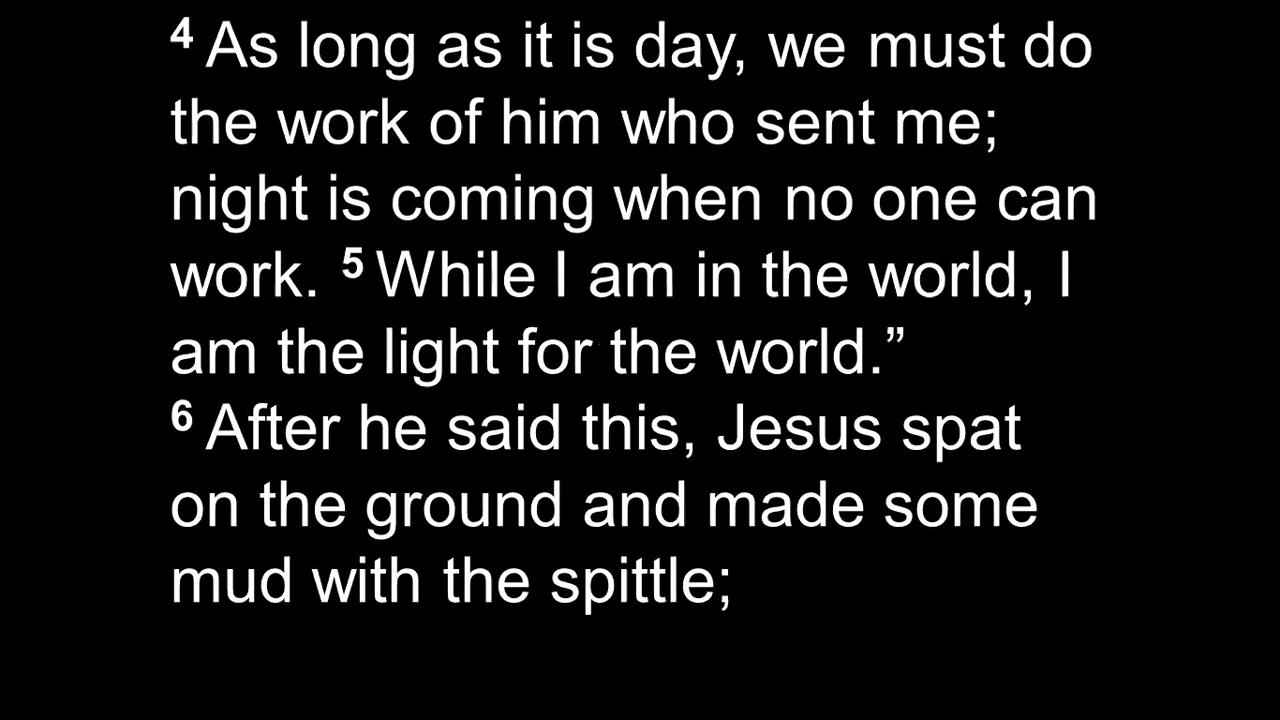 4 As long as it is day, we must do
the work of him who sent me;
night is coming when no one can
work. 5 While I am in the world, I
am the light for the world.”
6 After he said this, Jesus spat
on the ground and made some
mud with the spittle;